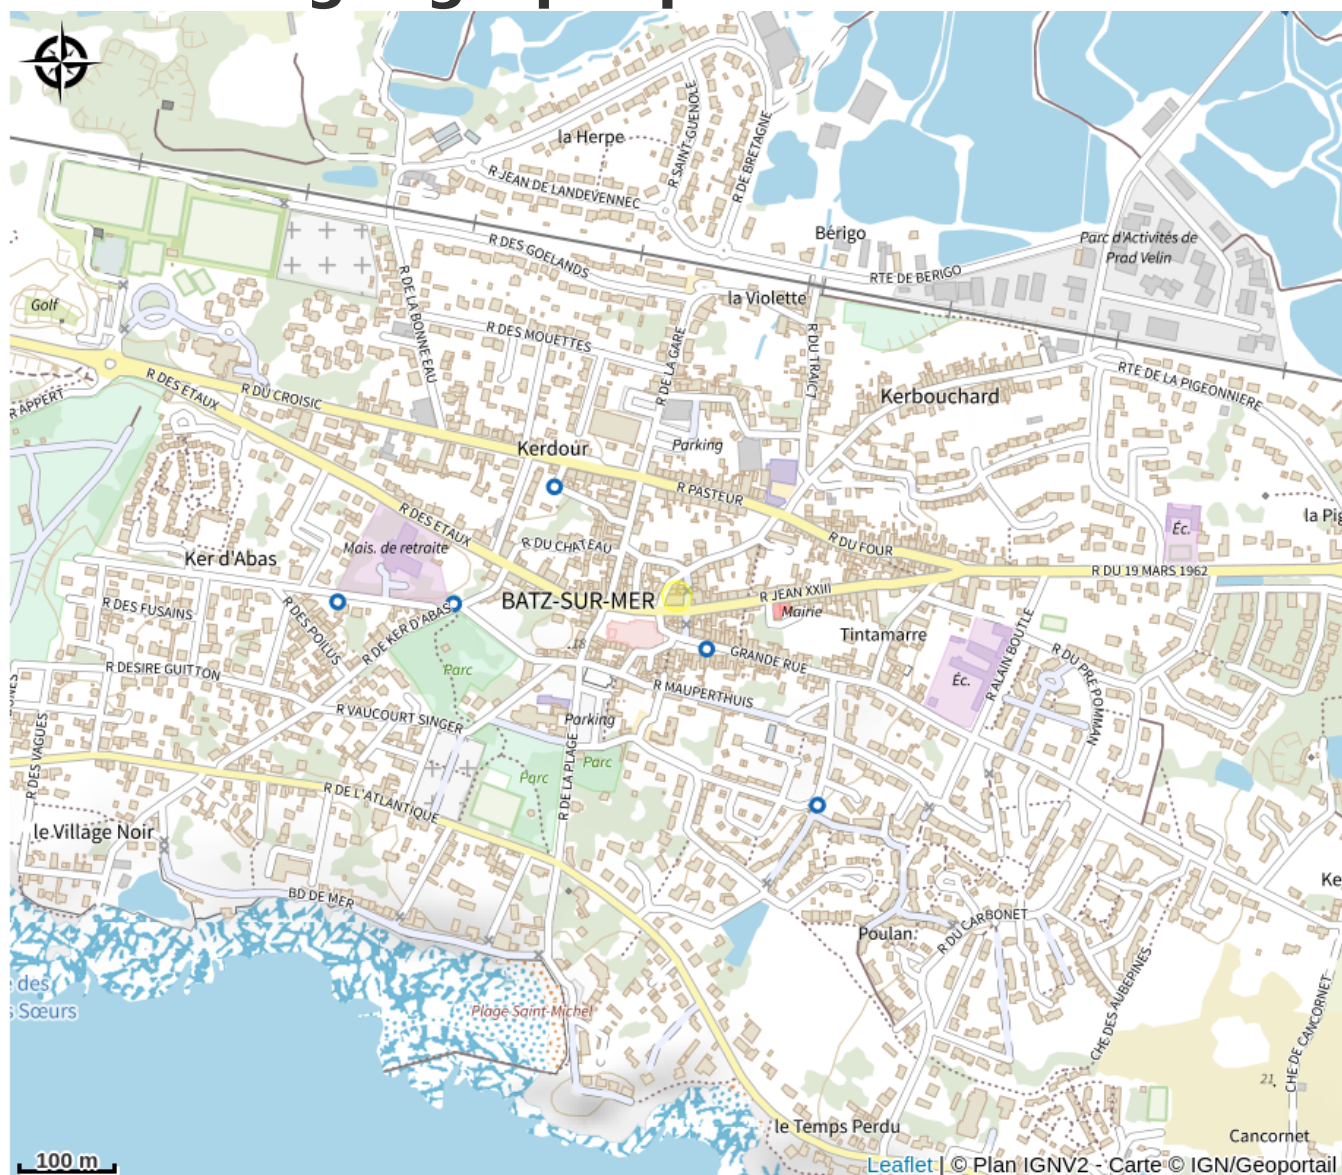 la Herpe
R SAINT-GUENOLE
R DE BRETAGNE
R JEAN DE LANDEVENNEC
Bérigo
Parc d'Activités de
Prad Velin
R DES GOELANDS
RTE DE BERIGO
la Violette
Golf
R DE LA BONNE EAU
R DES MOUETTES
R DE LA GARE
R DU TRAICT
RTE DE LA PIGEONNIERE
R APPERT
R DES ETAUX
R DU CROISIC
Kerbouchard
Kerdour
Parking
R PASTEUR
R DES ETAUX
la Pig
Éc.
R DU FOUR
Mais. de retraite
R DU CHATEAU
Ker d'Abas
R DU 19 MARS 1962
BATZ-SUR-MER
R JEAN XXIII
Mairie
R DES FUSAINS
R DES POILUS
R DE KER D'ABAS
Tintamarre
18
GRANDE RUE
R ALAIN BOUTLE
R DU PRE POMMAN
R DESIRE GUITTON
Parc
Éc.
R MAUPERTHUIS
R VAUCOURT SINGER
Parking
R DES VAGUES
R DE LA PLAGE
Parc
Parc
R DE L'ATLANTIQUE
le Village Noir
BD DE MER
Ke
R DU CARBONET
Poulan
CHE DES AUBEPINES
CHE DE CANCORNET
e des
s Sœurs
Plage Saint-Michel
21
le Temps Perdu
Cancornet
100 m
Leaflet | © Plan IGNV2 - Carte © IGN/Geoportail